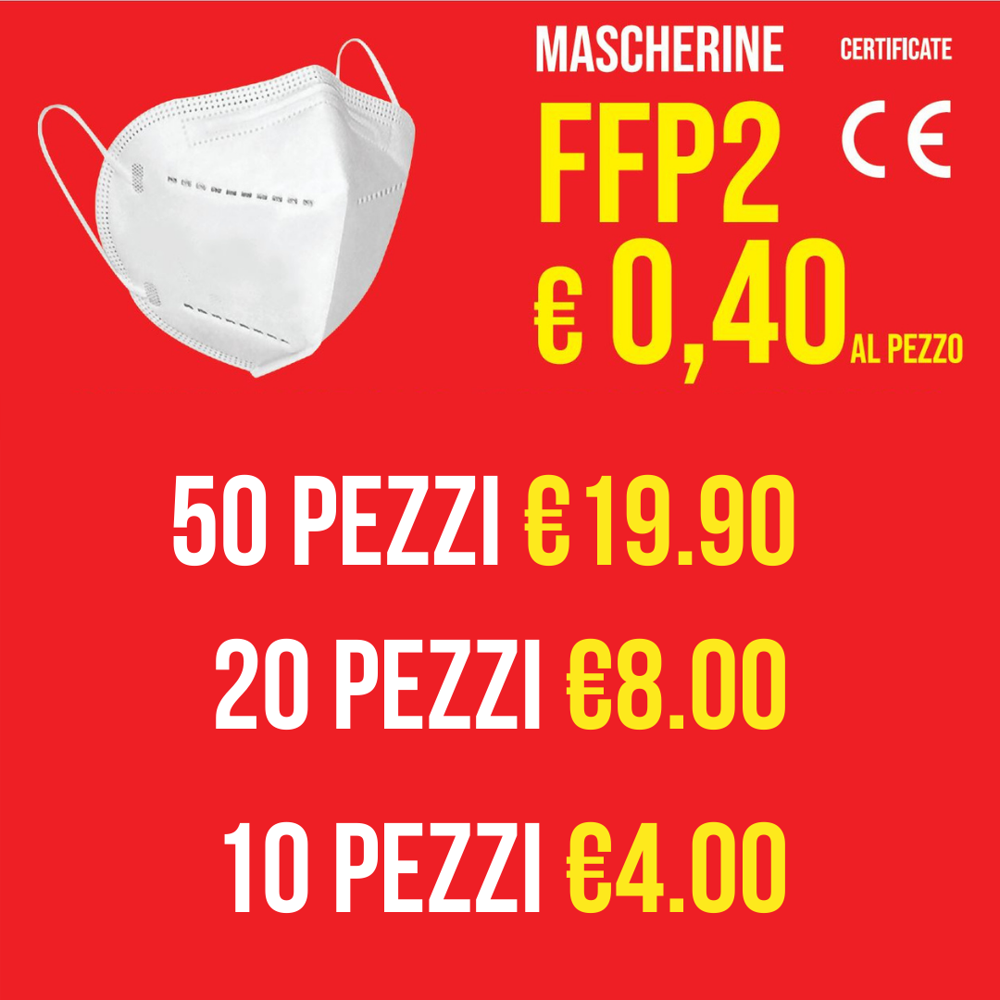 MASCHERINE
CERTIFICATE
FFP2
CE
€ 0,40 AL PEZZO
50 PEZZI €19.90
20 PEZZI €8.00
10 PEZZI €4.00